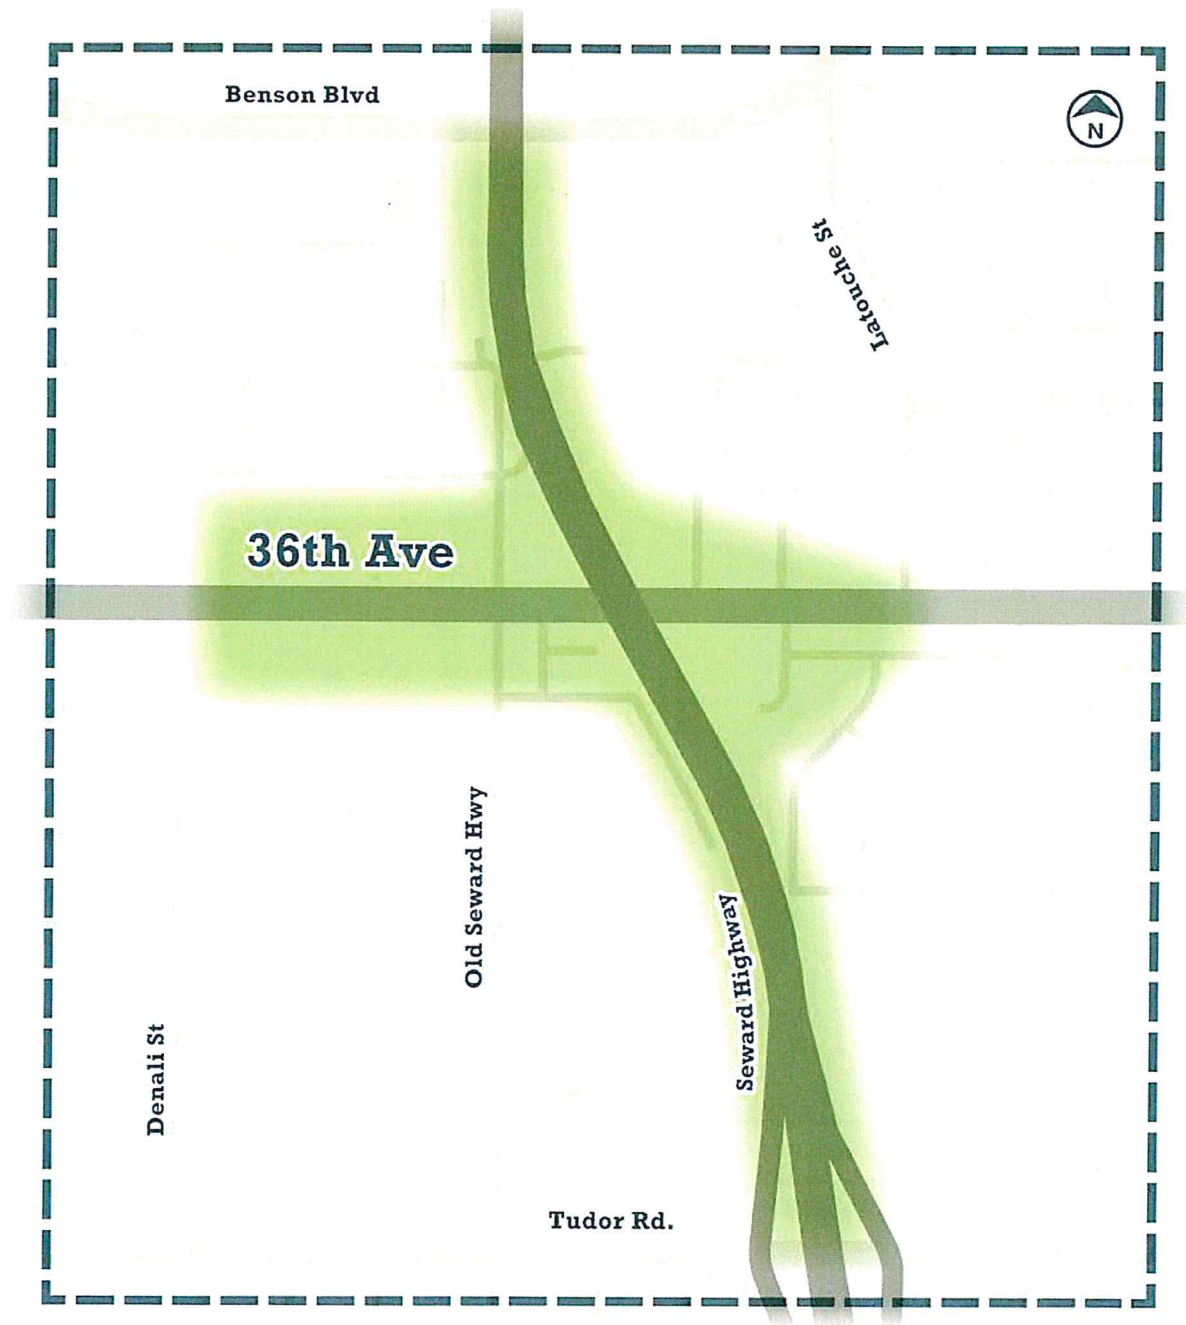 Benson Blvd
N
Latouche St
36th Ave
Old Seward Hwy
Seward Highway
Denali St
Tudor Rd.